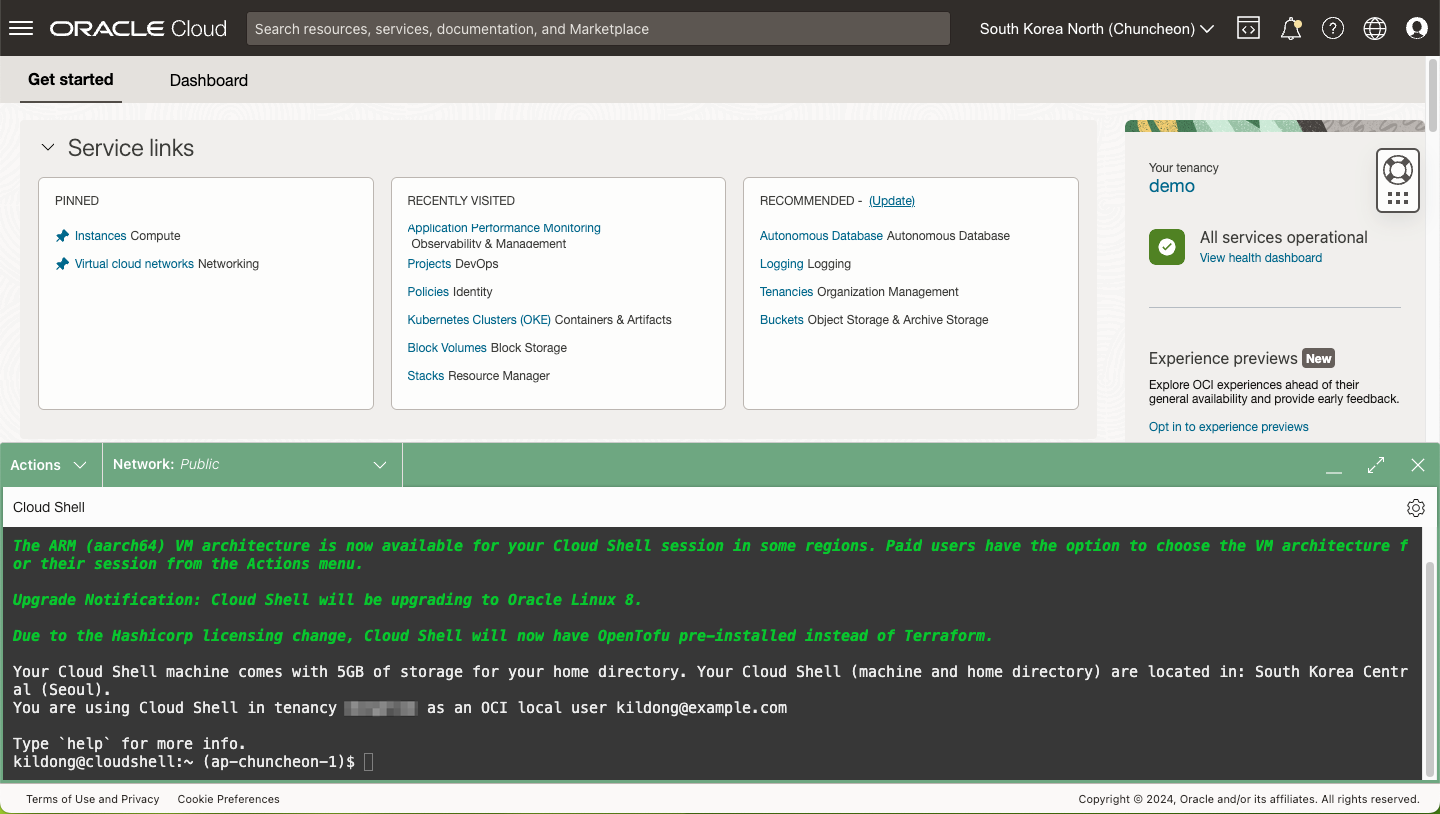 ORACLE Cloud
Search resources, services, documentation, and Marketplace
South Korea North (Chuncheon)
Get started
Dashboard
Service links
PINNED
Instances Compute
Virtual cloud networks Networking
RECENTLY VISITED
Application Performance Monitoring
Observability & Management
Projects DevOps
Policies Identity
Kubernetes Clusters (OKE) Containers & Artifacts
Block Volumes Block Storage
Stacks Resource Manager
RECOMMENDED - (Update)
Autonomous Database Autonomous Database
Logging Logging
Tenancies Organization Management
Buckets Object Storage & Archive Storage
Your tenancy
demo
All services operational
View health dashboard
Experience previews New
Explore OCI experiences ahead of their
general availability and provide early feedback.
Opt in to experience previews
Actions
Network: Public
Cloud Shell
The ARM (aarch64) VM architecture is now available for your Cloud Shell session in some regions. Paid users have the option to choose the VM architecture f
or their session from the Actions menu.
Upgrade Notification: Cloud Shell will be upgrading to Oracle Linux 8.
Due to the Hashicorp licensing change, Cloud Shell will now have OpenTofu pre-installed instead of Terraform.
Your Cloud Shell machine comes with 5GB of storage for your home directory. Your Cloud Shell (machine and home directory) are located in: South Korea Centr
al (Seoul).
You are using Cloud Shell in tenancy as an OCI local user kildong@example.com
Type `help` for more info.
kildong@cloudshell:~ (ap-chuncheon-1)$
Terms of Use and Privacy
Cookie Preferences
Copyright © 2024, Oracle and/or its affiliates. All rights reserved.